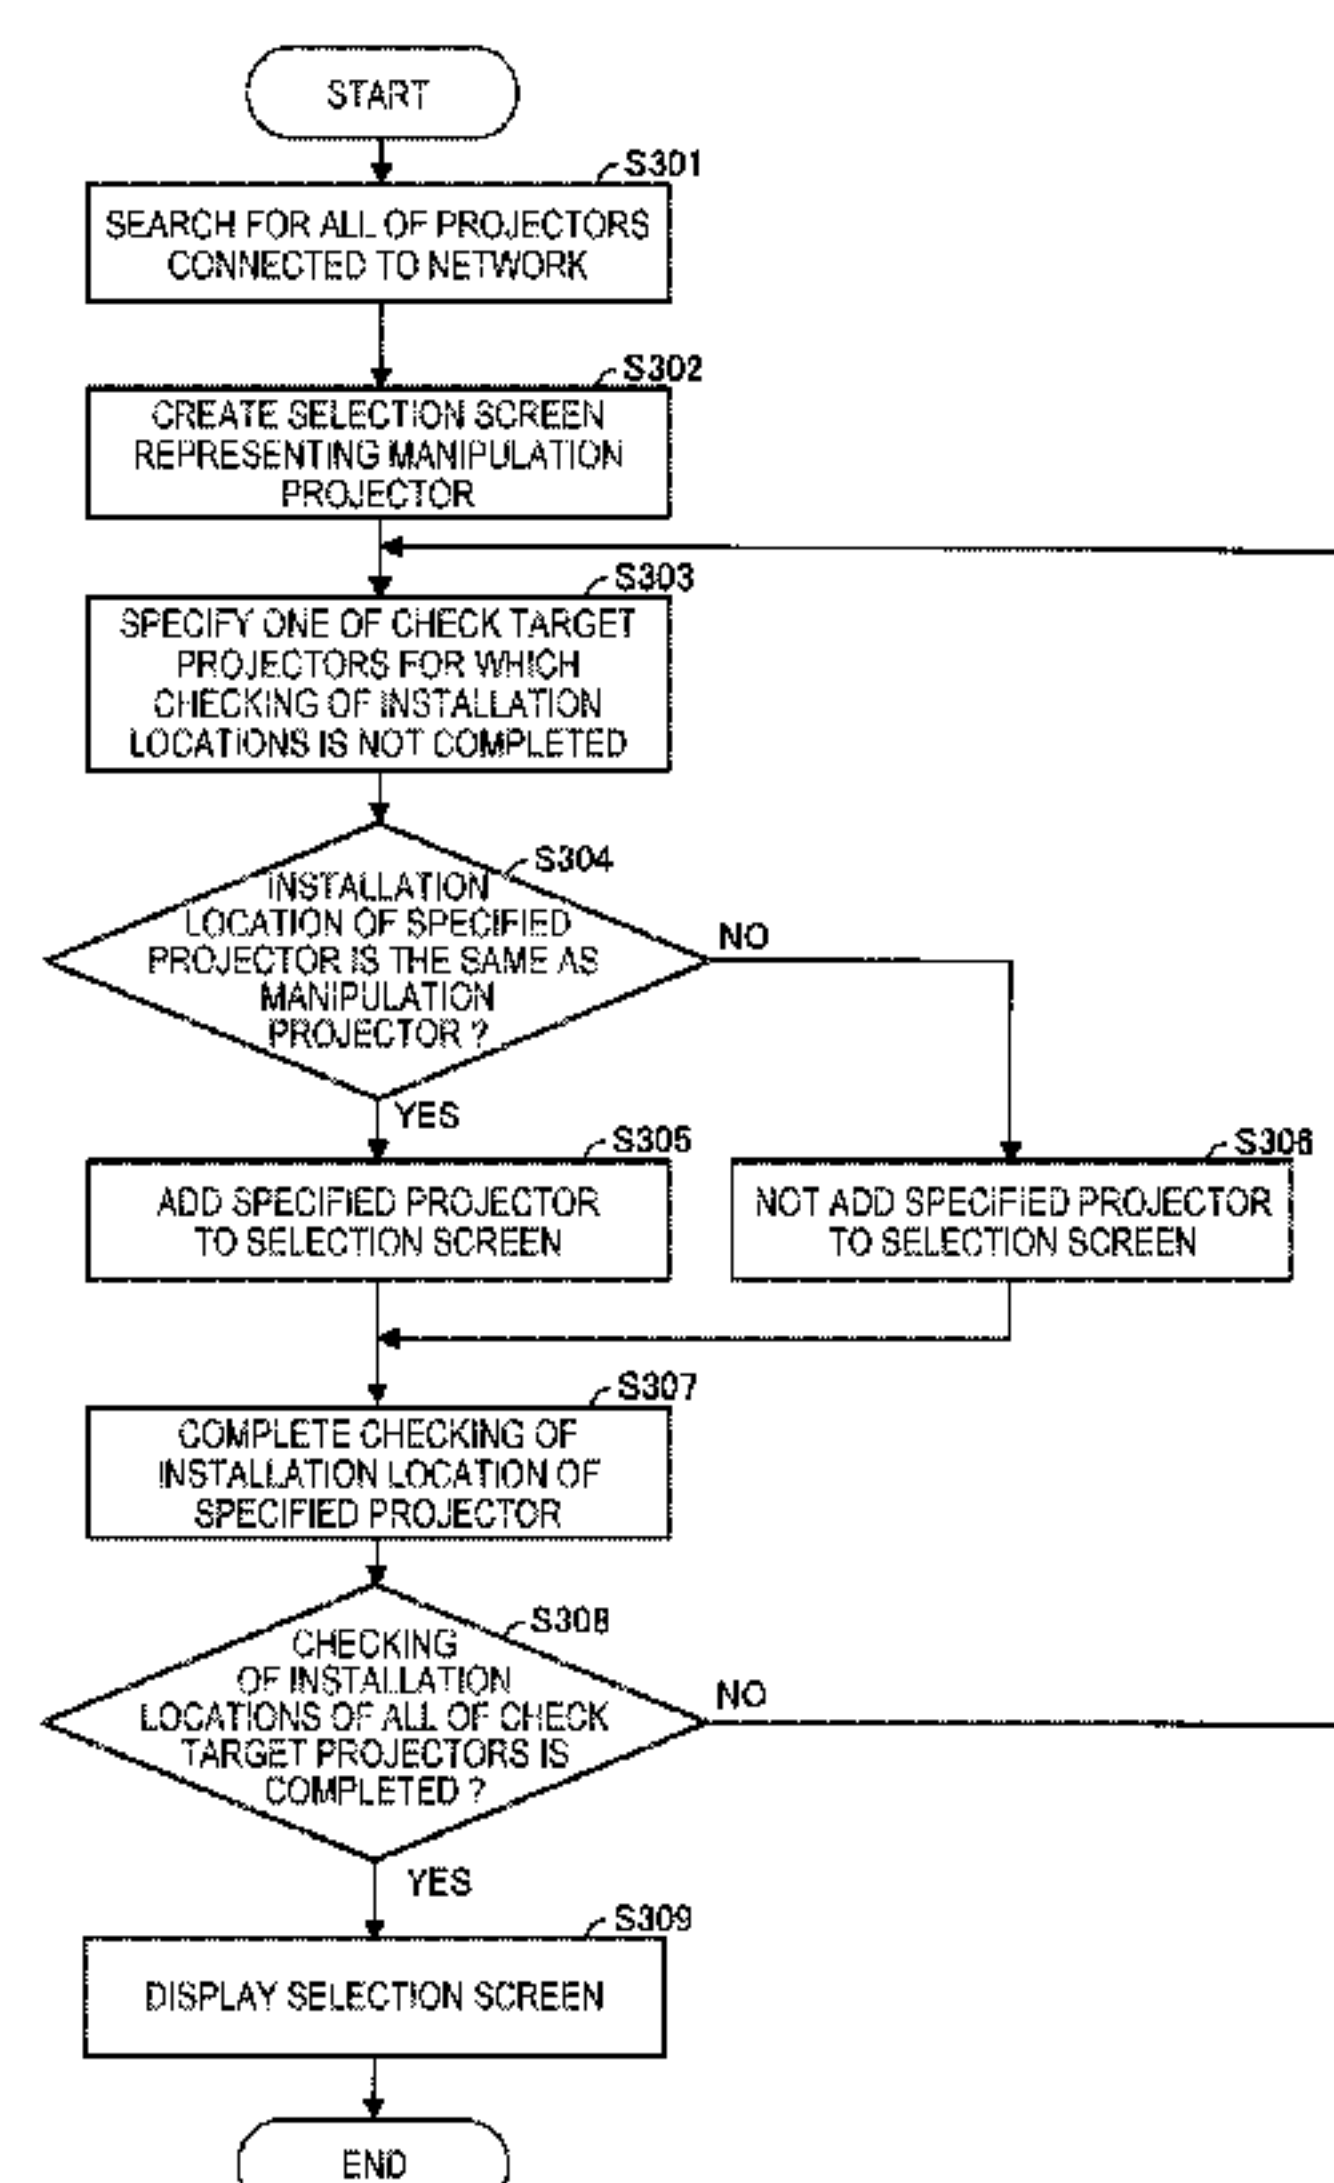 START
S301
SEARCH FOR ALL OF PROJECTORS
CONNECTED TO NETWORK
S302
CREATE SELECTION SCREEN
REPRESENTING MANIPULATION
PROJECTOR
S303
SPECIFY ONE OF CHECK TARGET
PROJECTORS FOR WHICH
CHECKING OF INSTALLATION
LOCATIONS IS NOT COMPLETED
S304
INSTALLATION
LOCATION OF SPECIFIED
PROJECTOR IS THE SAME AS
MANIPULATION
PROJECTOR ?
NO
YES
S305
ADD SPECIFIED PROJECTOR
TO SELECTION SCREEN
S306
NOT ADD SPECIFIED PROJECTOR
TO SELECTION SCREEN
S307
COMPLETE CHECKING OF
INSTALLATION LOCATION OF
SPECIFIED PROJECTOR
S308
CHECKING
OF INSTALLATION
LOCATIONS OF ALL OF CHECK
TARGET PROJECTORS IS
COMPLETED ?
NO
YES
S309
DISPLAY SELECTION SCREEN
END